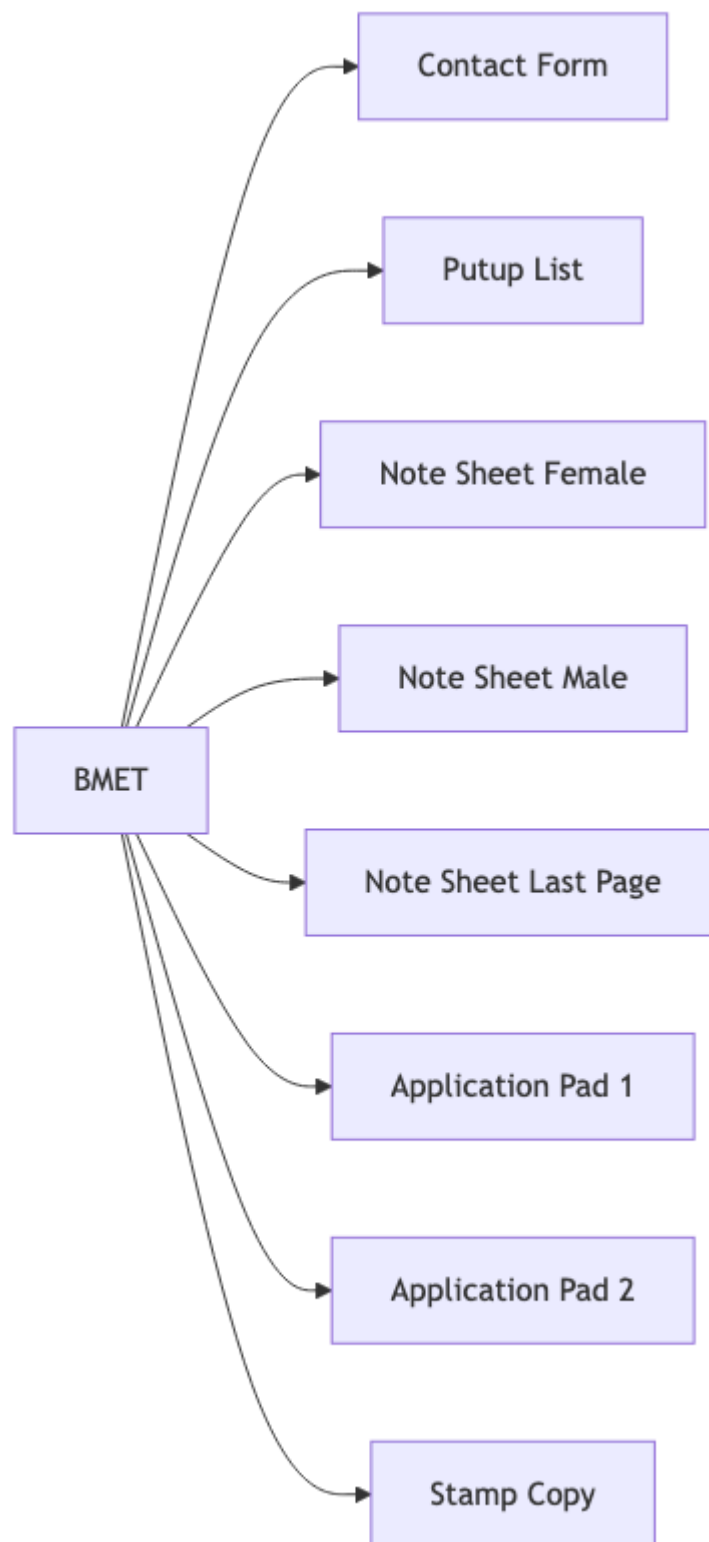 Contact Form
Putup List
Note Sheet Female
Note Sheet Male
BMET
Note Sheet Last Page
Application Pad 1
Application Pad 2
Stamp Copy